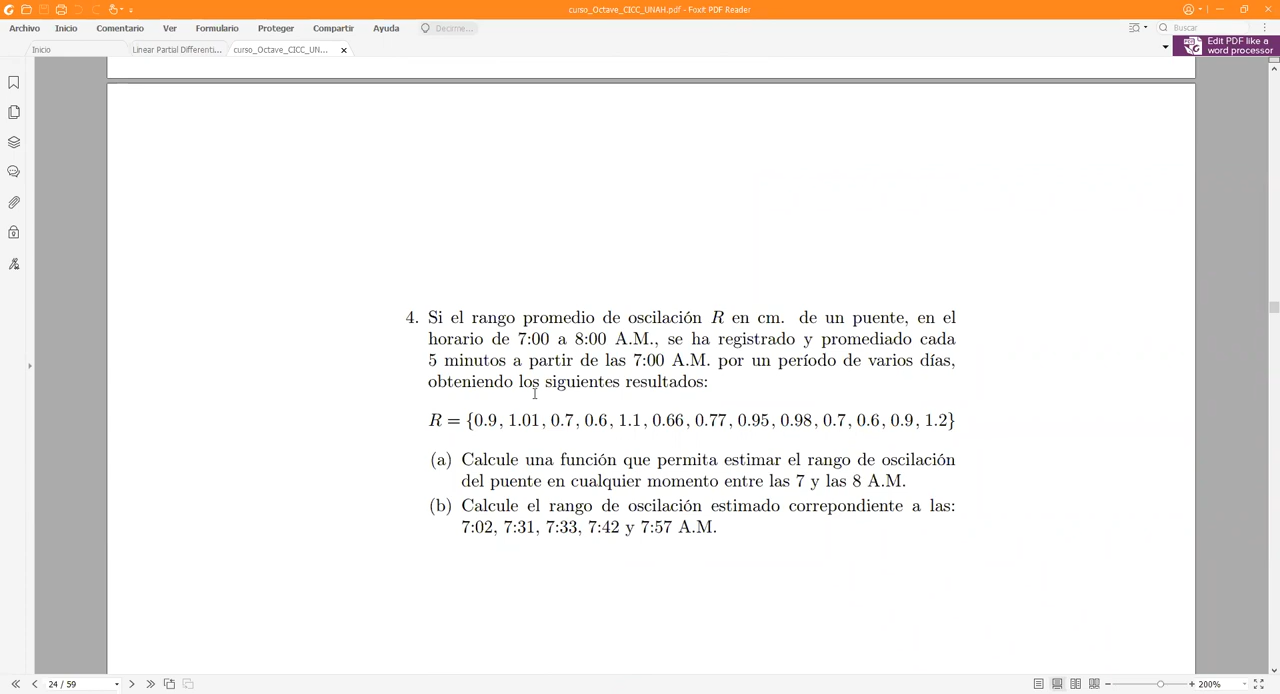 curso_Octave_CICC_UNAH.pdf - Foxit PDF Reader
Archivo Inicio Comentario Ver Formulario Proteger Compartir Ayuda Decirme... Buscar
Inicio Linear Partial Differenti... curso_Octave_CICC_UN... Edit PDF like a
word processor
4. Si el rango promedio de oscilación R en cm. de un puente, en el
horario de 7:00 a 8:00 A.M., se ha registrado y promediado cada
5 minutos a partir de las 7:00 A.M. por un período de varios días,
obteniendo los siguientes resultados:
R = {0.9, 1.01, 0.7, 0.6, 1.1, 0.66, 0.77, 0.95, 0.98, 0.7, 0.6, 0.9, 1.2}
(a) Calcule una función que permita estimar el rango de oscilación
del puente en cualquier momento entre las 7 y las 8 A.M.
(b) Calcule el rango de oscilación estimado correpondiente a las:
7:02, 7:31, 7:33, 7:42 y 7:57 A.M.
24 / 59 200%